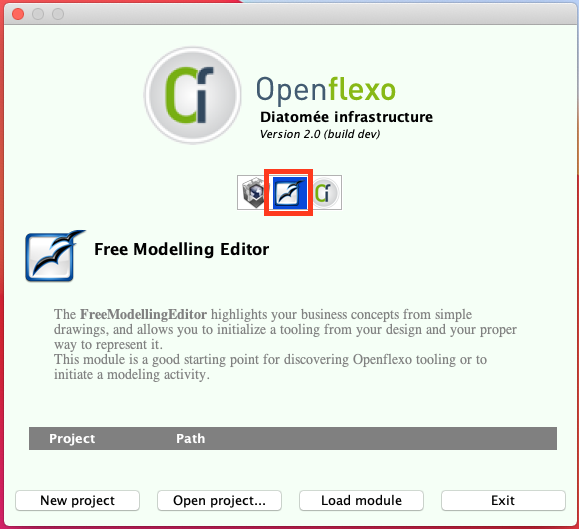 Openflexo
Diatomée infrastructure
Version 2.0 (build dev)
Free Modelling Editor
The FreeModellingEditor highlights your business concepts from simple
drawings, and allows you to initialize a tooling from your design and your proper
way to represent it.
This module is a good starting point for discovering Openflexo tooling or to
initiate a modeling activity.
Project Path
New project Open project... Load module Exit